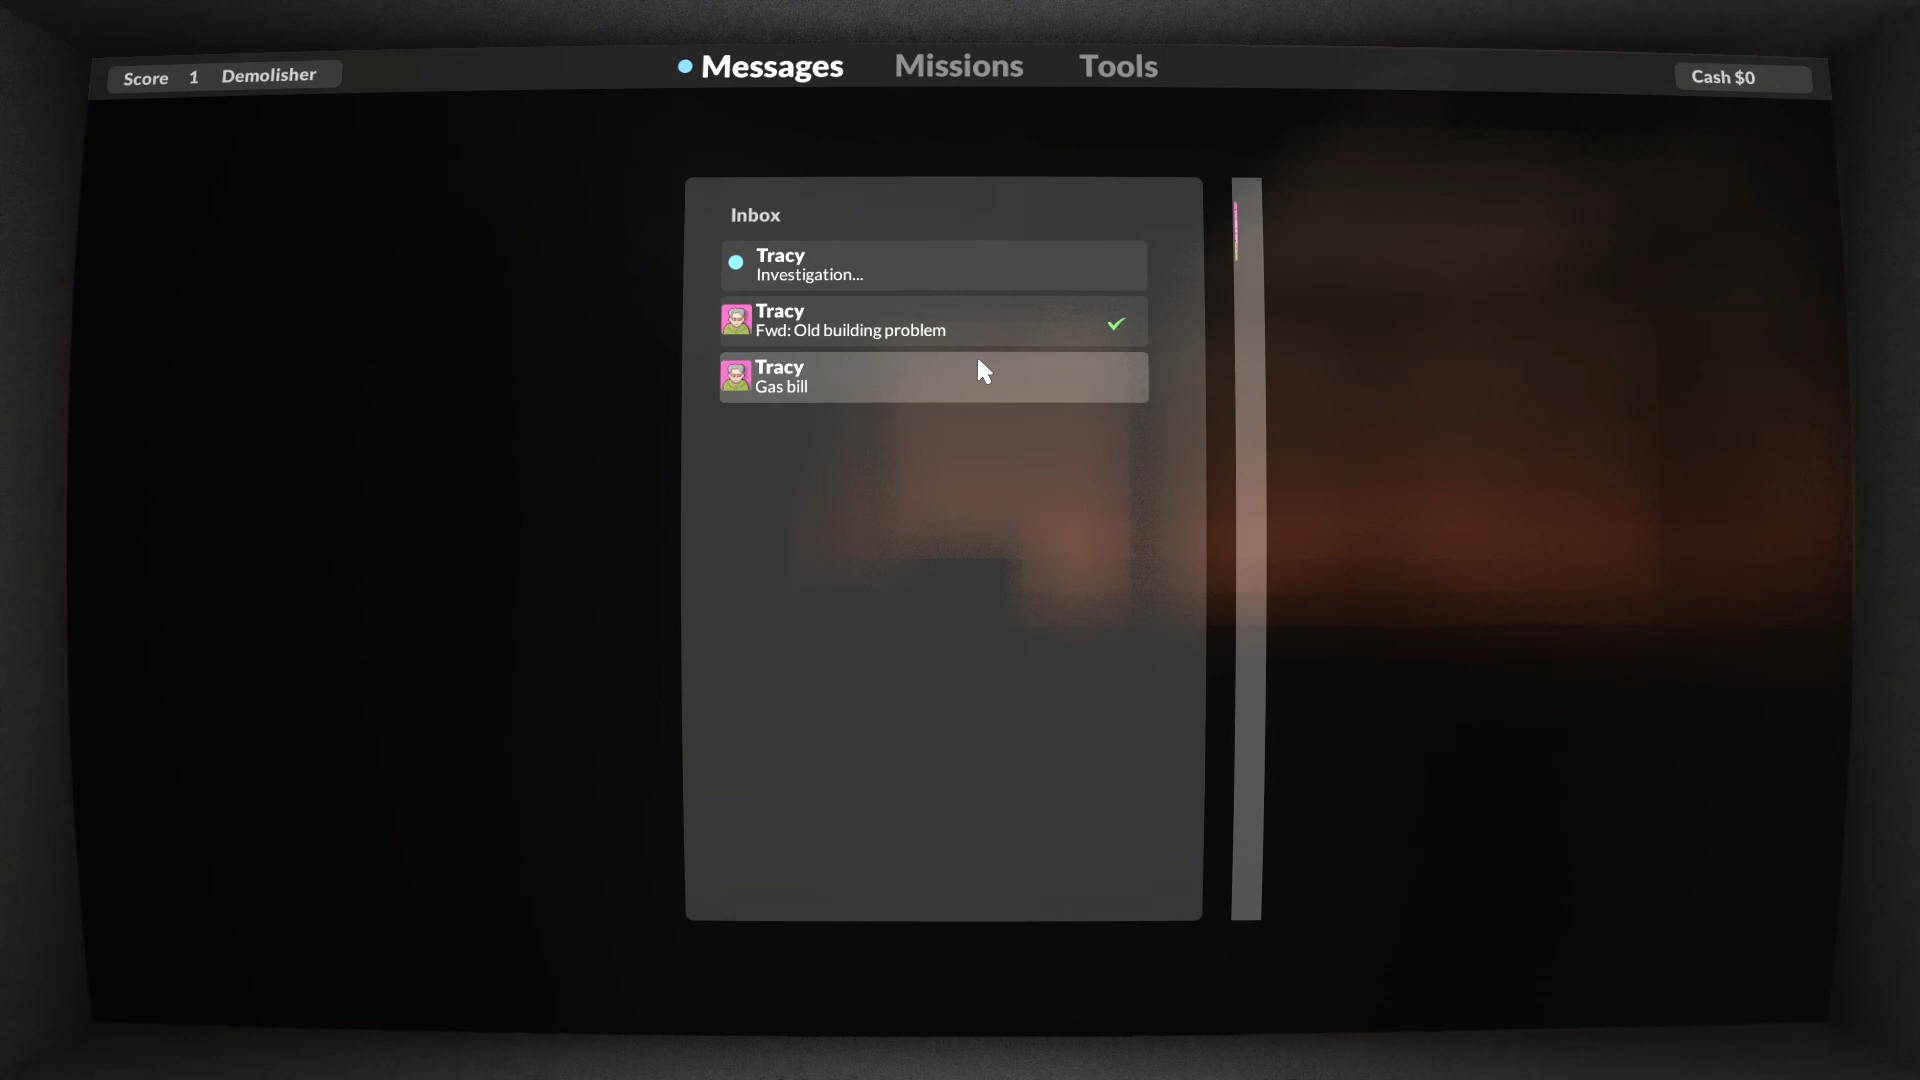 Score 1 Demolisher
Messages Missions Tools
Cash $0
Inbox
Tracy
Investigation...
Tracy
Fwd: Old building problem
Tracy
Gas bill